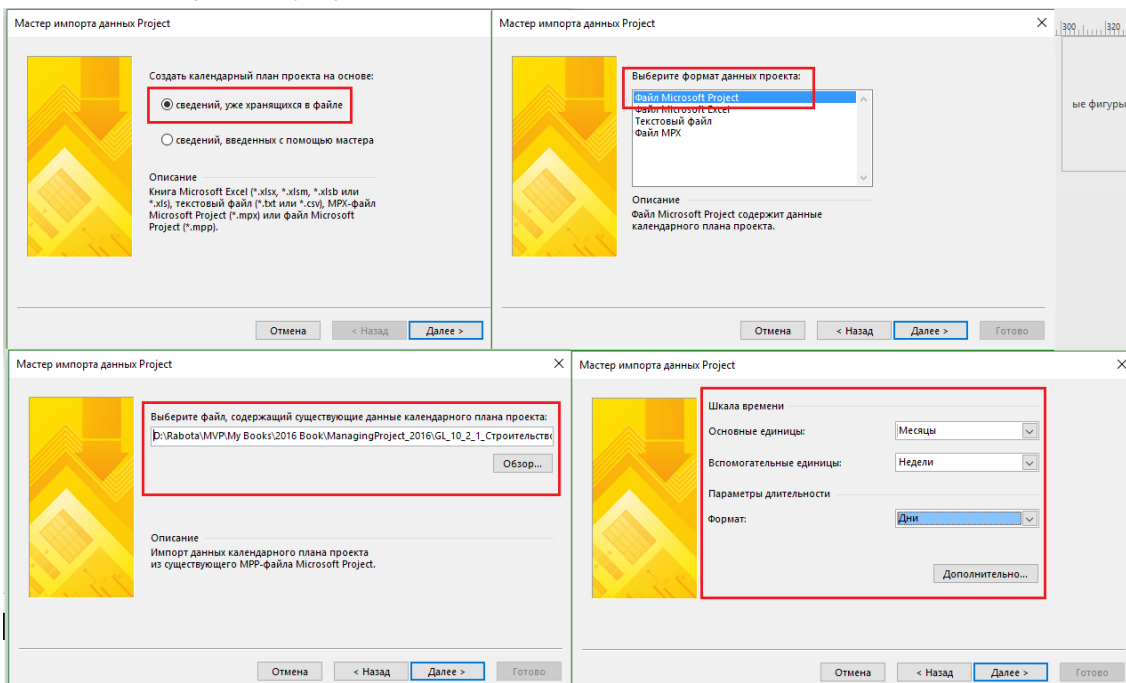 Мастер импорта данных Project
Создать календарный план проекта на основе:
сведений, уже хранящихся в файле
сведений, введенных с помощью мастера
Описание
Книга Microsoft Excel (*.xlsx, *.xlsm, *.xlsb или
*.xls), текстовый файл (*.txt или *.csv), MPX-файл
Microsoft Project (*.mpx) или файл Microsoft
Project (*.mpp).
Отмена
< Назад
Далее >
Мастер импорта данных Project
Выберите формат данных проекта:
Файл Microsoft Project
Файл Microsoft Excel
Текстовый файл
Файл MPX
Описание
Файл Microsoft Project содержит данные
календарного плана проекта.
Отмена
< Назад
Далее >
Готово
300
320
ые фигуры
Мастер импорта данных Project
Выберите файл, содержащий существующие данные календарного плана проекта:
D:\Rabota\MVP\My Books\2016 Book\ManagingProject_2016\GL_10_2_1_Строительство
Обзор...
Описание
Импорт данных календарного плана проекта
из существующего MPP-файла Microsoft Project.
Отмена
< Назад
Далее >
Готово
Мастер импорта данных Project
Шкала времени
Основные единицы:
Месяцы
Вспомогательные единицы:
Недели
Параметры длительности
Формат:
Дни
Дополнительно...
Отмена
< Назад
Далее >
Готово